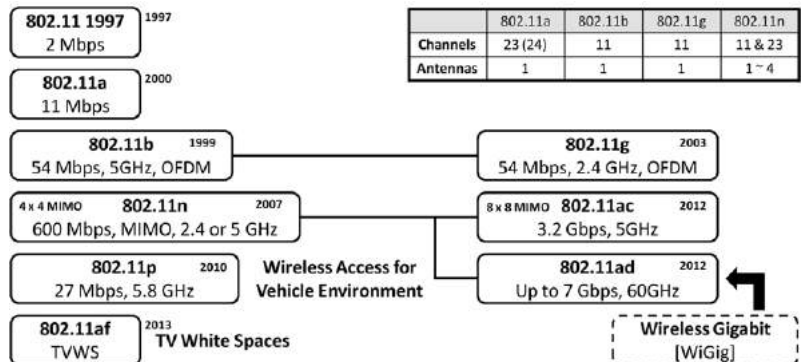 802.11 1997 1997
2 Mbps
802.11a 802.11b 802.11g 802.11n
Channels 23 (24) 11 11 11 & 23
Antennas 1 1 1 1 ~ 4
802.11a 2000
11 Mbps
802.11b 1999
54 Mbps, 5GHz, OFDM
802.11g 2003
54 Mbps, 2.4 GHz, OFDM
4 x 4 MIMO 802.11n 2007
600 Mbps, MIMO, 2.4 or 5 GHz
8 x 8 MIMO 802.11ac 2012
3.2 Gbps, 5GHz
802.11p 2010
27 Mbps, 5.8 GHz
Wireless Access for
Vehicle Environment
802.11ad 2012
Up to 7 Gbps, 60GHz
802.11af 2013
TVWS
TV White Spaces
Wireless Gigabit
[WiGig]